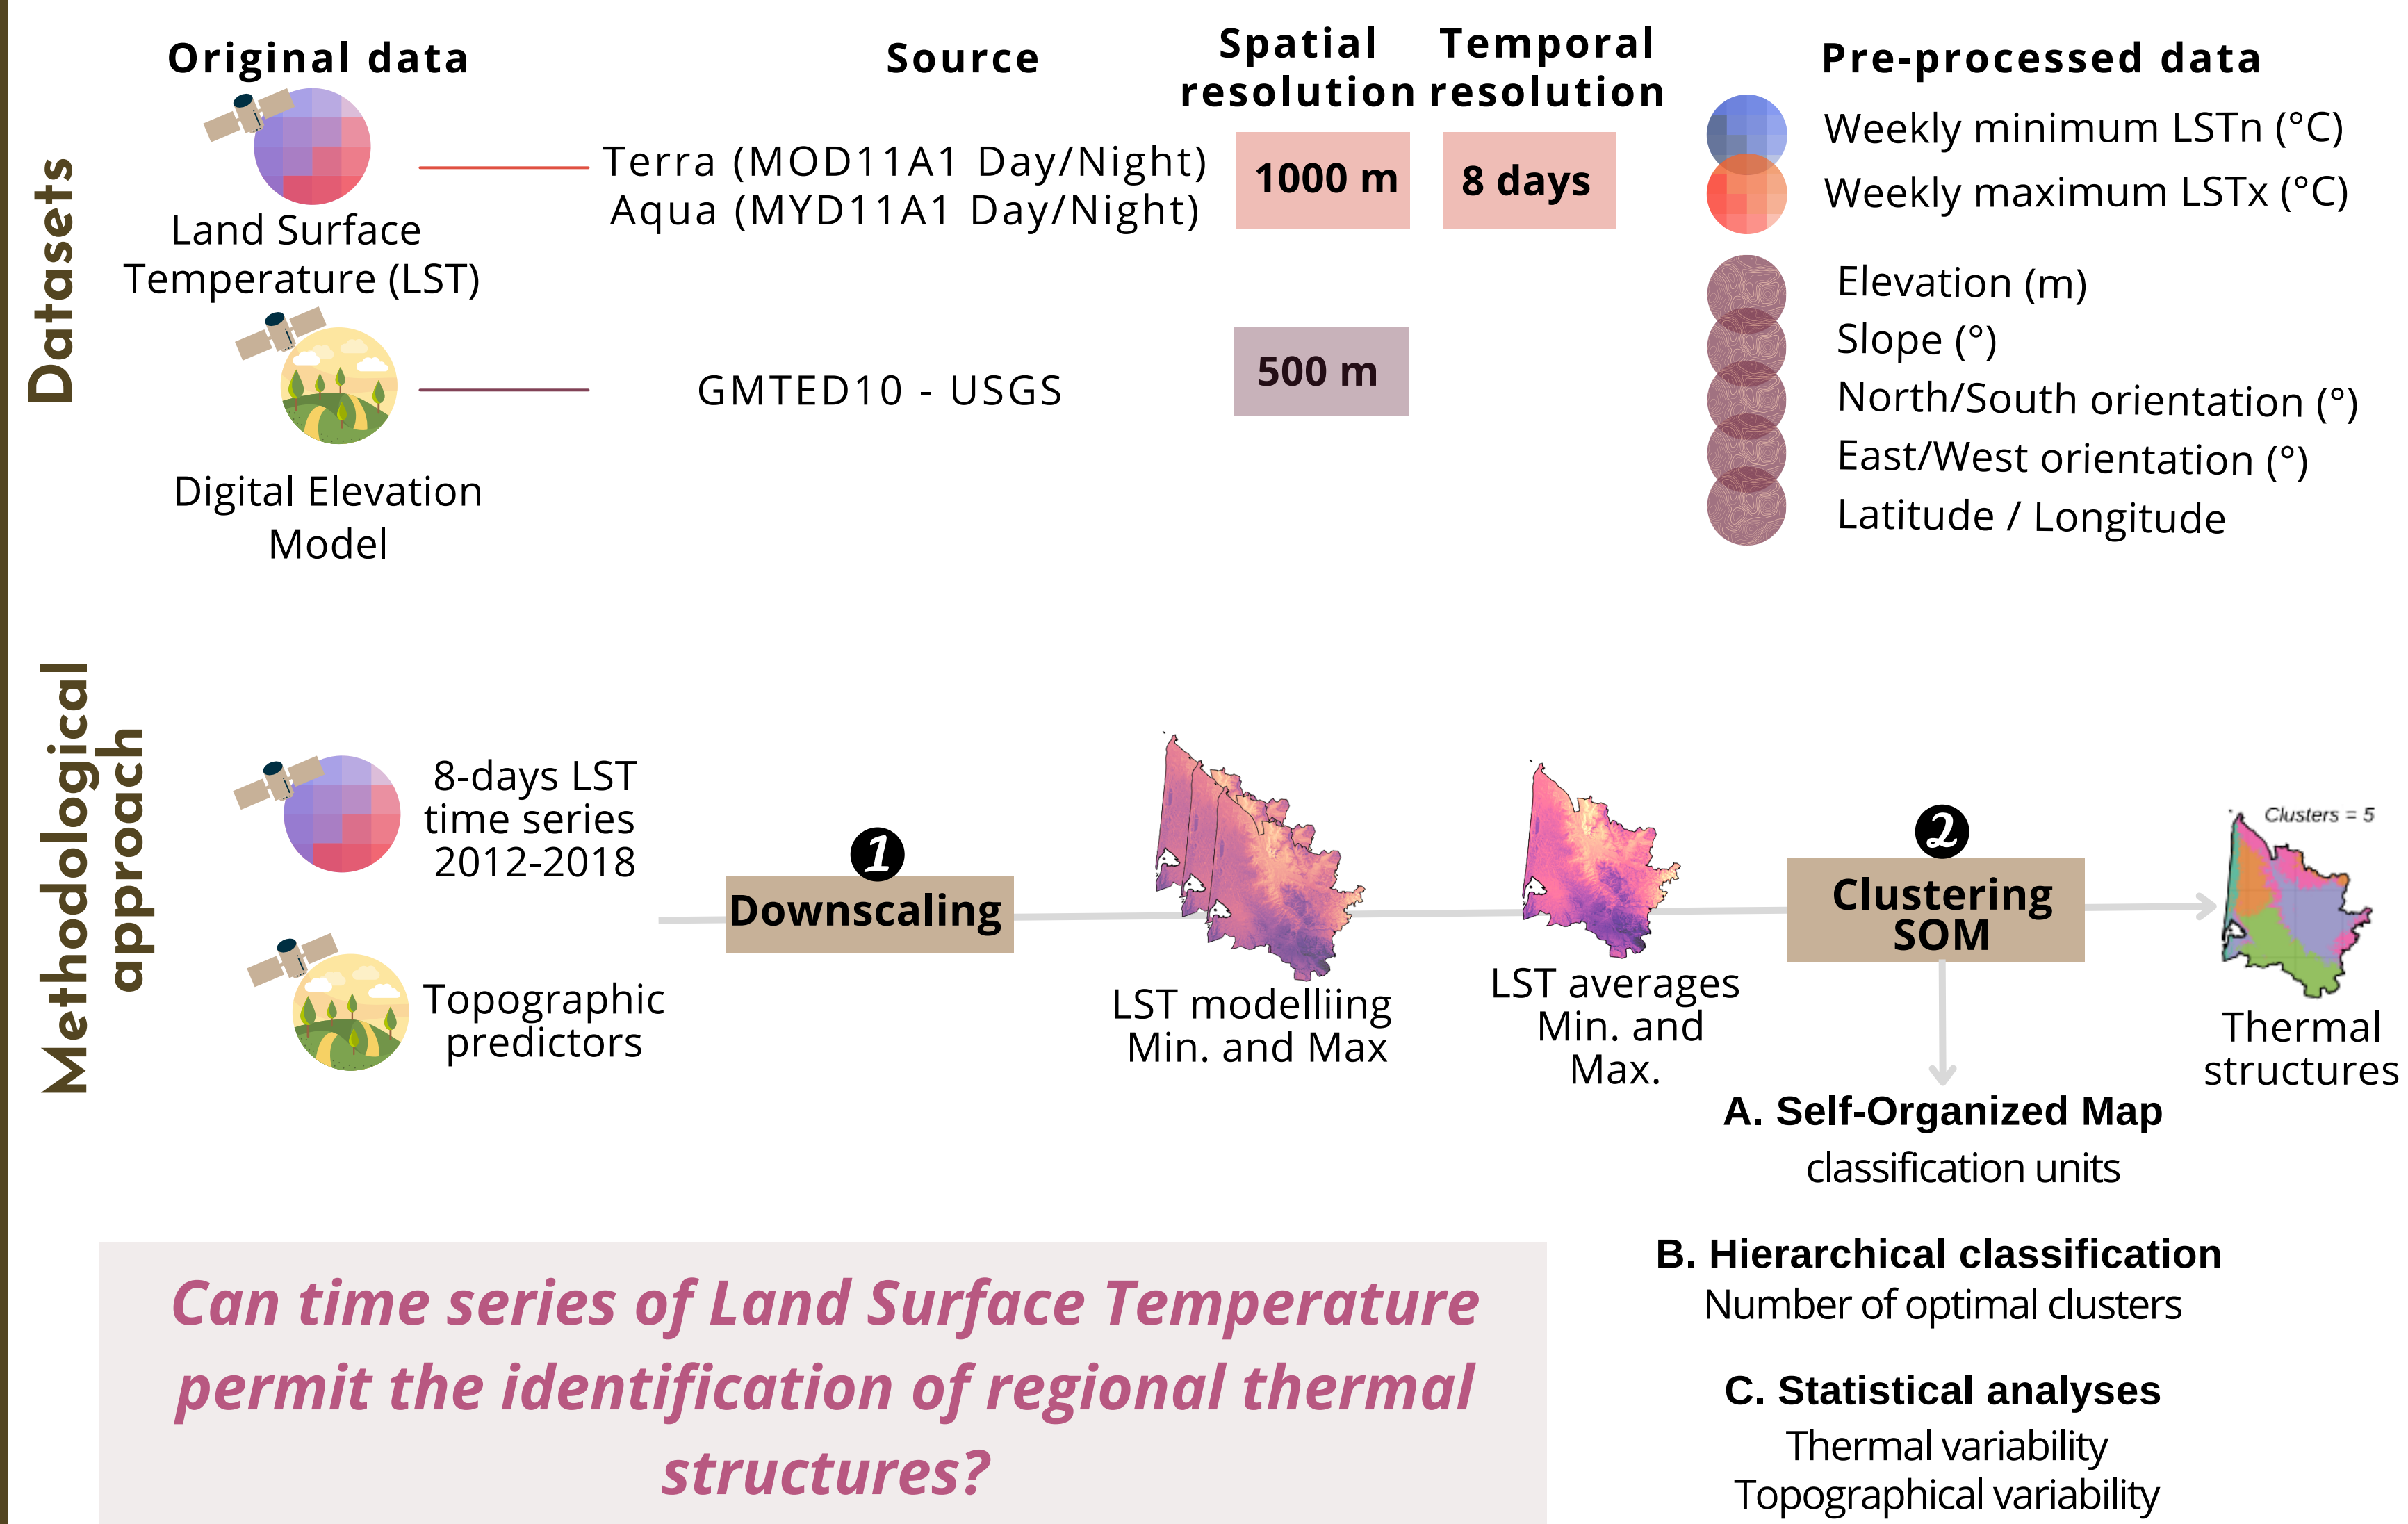 Datasets
Original data
Source
Spatial
resolution
Temporal
resolution
Pre-processed data
Land Surface
Temperature (LST)
Terra (MOD11A1 Day/Night)
Aqua (MYD11A1 Day/Night)
1000 m
8 days
Weekly minimum LSTn (°C)
Weekly maximum LSTx (°C)
Digital Elevation
Model
GMTED10 - USGS
500 m
Elevation (m)
Slope (°)
North/South orientation (°)
East/West orientation (°)
Latitude / Longitude
Methodological
approach
8-days LST
time series
2012-2018
Topographic
predictors
1
Downscaling
LST modelliing
Min. and Max
LST averages
Min. and
Max.
2
Clustering
SOM
Clusters = 5
Thermal
structures
A. Self-Organized Map
classification units
B. Hierarchical classification
Number of optimal clusters
C. Statistical analyses
Thermal variability
Topographical variability
Can time series of Land Surface Temperature
permit the identification of regional thermal
structures?